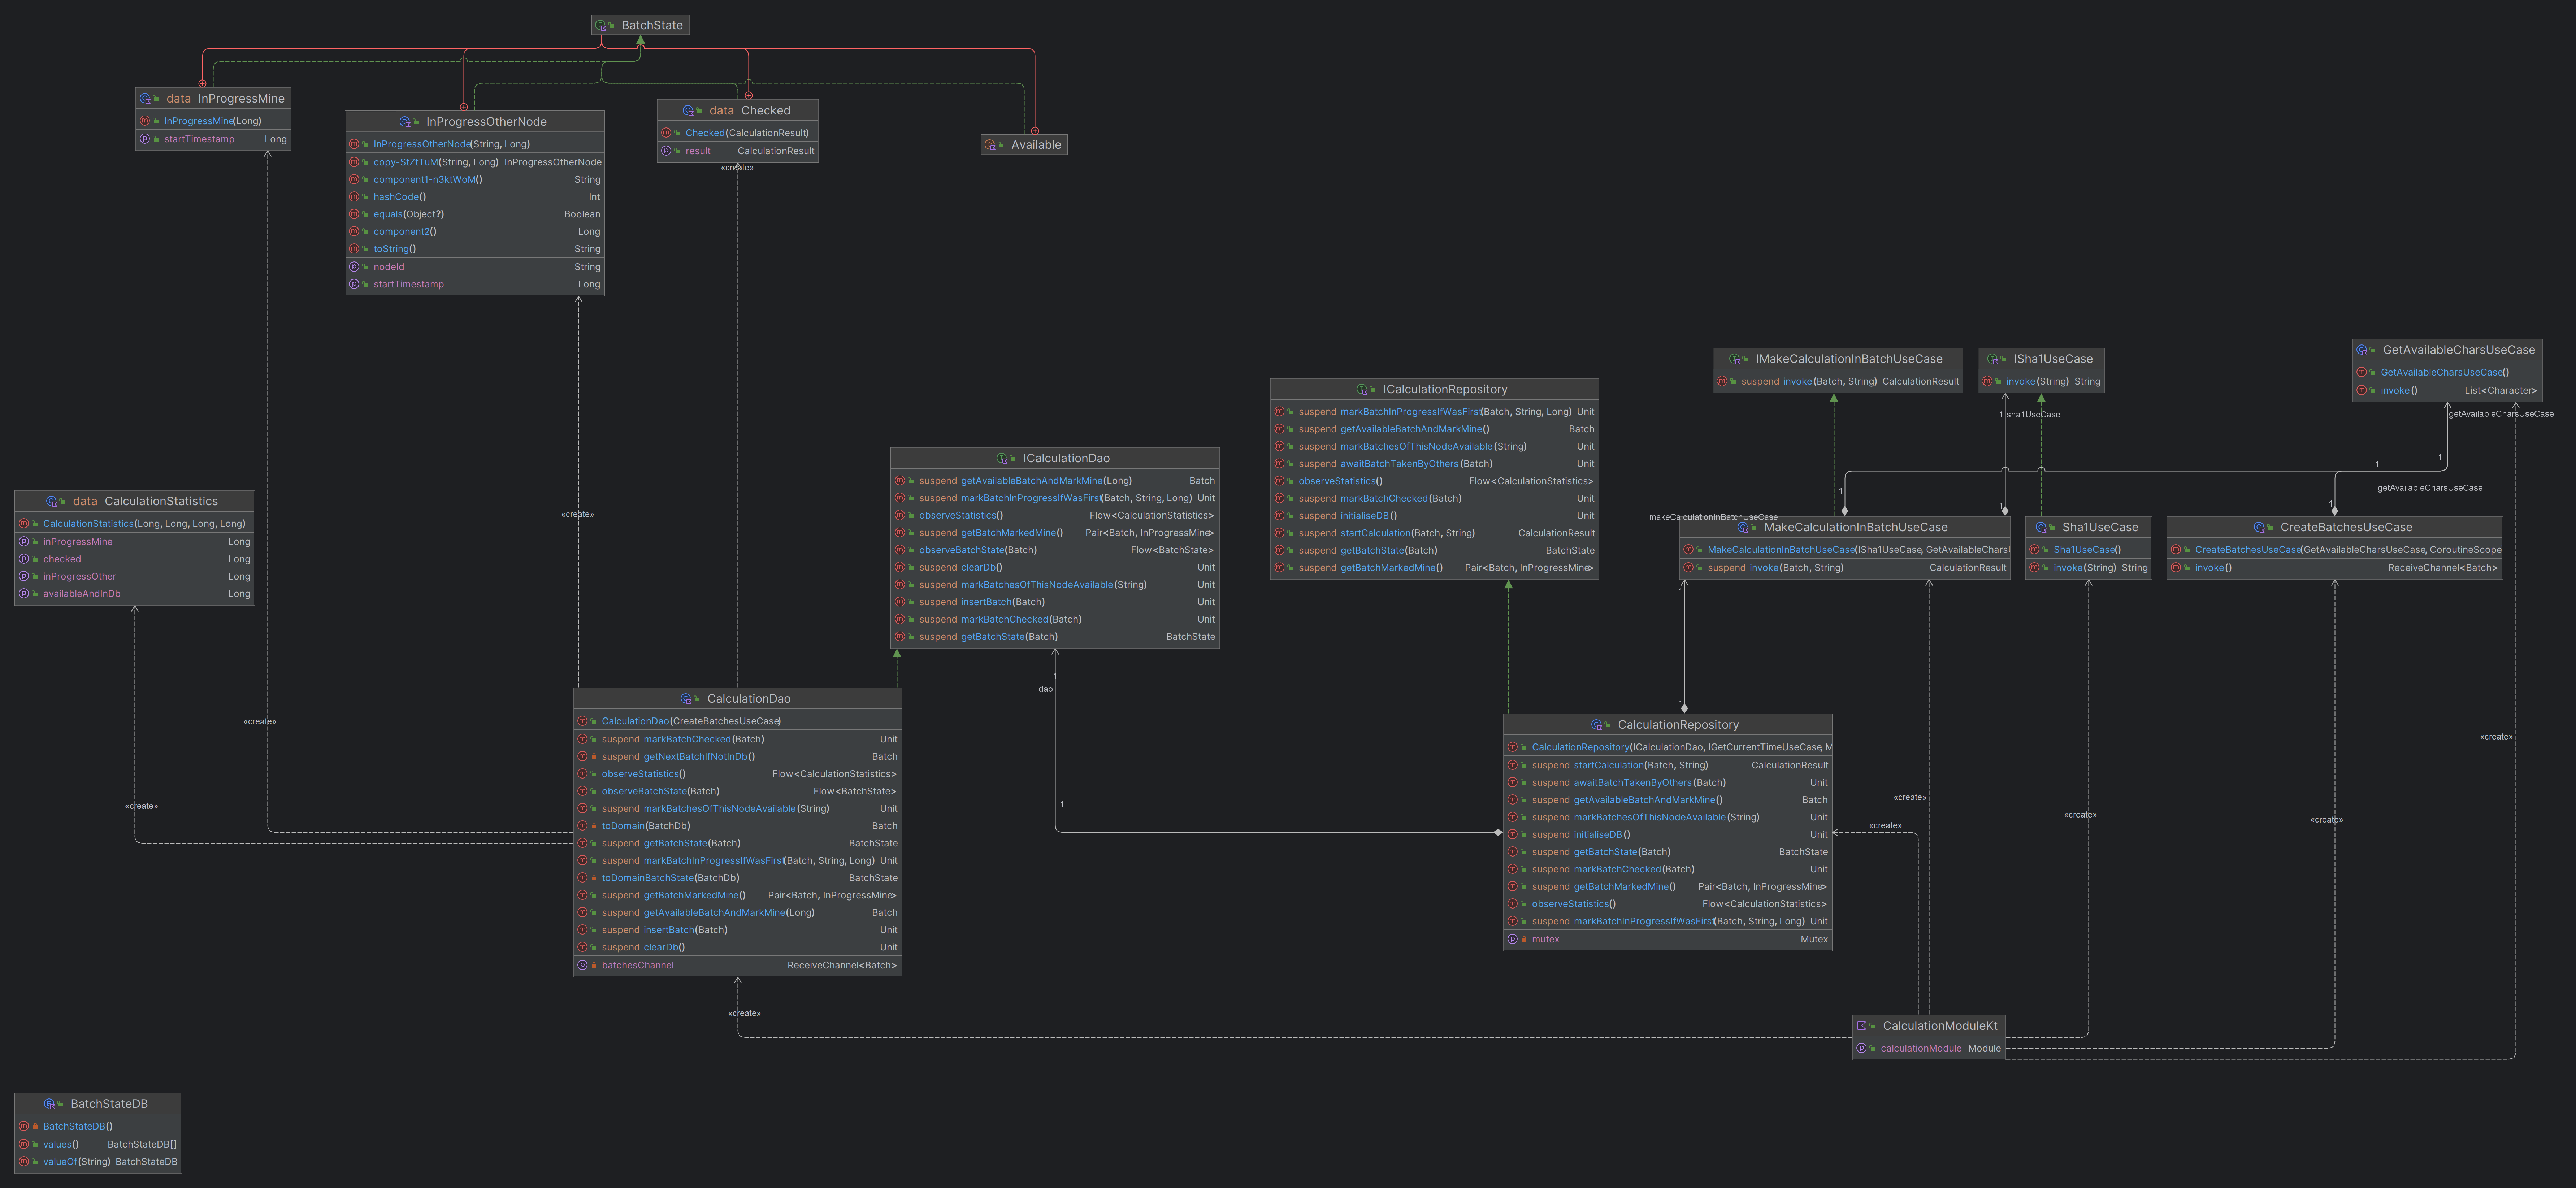 BatchState
data InProgressMine
InProgressMine(Long)
startTimestamp Long
InProgressOtherNode
InProgressOtherNode(String, Long)
copy-StZtTuM(String, Long) InProgressOtherNode
component1-n3ktWoM() String
hashCode() Int
equals(Object?) Boolean
component2() Long
toString() String
nodeId String
startTimestamp Long
data Checked
Checked(CalculationResult)
result CalculationResult
«create»
Available
«create»
«create»
«create»
data CalculationStatistics
CalculationStatistics(Long, Long, Long, Long)
inProgressMine Long
checked Long
inProgressOther Long
availableAndInDb Long
ICalculationDao
suspend getAvailableBatchAndMarkMine(Long) Batch
suspend markBatchInProgressIfWasFirst(Batch, String, Long) Unit
observeStatistics() Flow<CalculationStatistics>
suspend getBatchMarkedMine() Pair<Batch, InProgressMine>
observeBatchState(Batch) Flow<BatchState>
suspend clearDb() Unit
suspend markBatchesOfThisNodeAvailable(String) Unit
suspend insertBatch(Batch) Unit
suspend markBatchChecked(Batch) Unit
suspend getBatchState(Batch) BatchState
1
dao
1
CalculationDao
CalculationDao(CreateBatchesUseCase)
suspend markBatchChecked(Batch) Unit
suspend getNextBatchIfNotInDb() Batch
observeStatistics() Flow<CalculationStatistics>
observeBatchState(Batch) Flow<BatchState>
suspend markBatchesOfThisNodeAvailable(String) Unit
toDomain(BatchDb) Batch
suspend getBatchState(Batch) BatchState
suspend markBatchInProgressIfWasFirst(Batch, String, Long) Unit
toDomainBatchState(BatchDb) BatchState
suspend getBatchMarkedMine() Pair<Batch, InProgressMine>
suspend getAvailableBatchAndMarkMine(Long) Batch
suspend insertBatch(Batch) Unit
suspend clearDb() Unit
batchesChannel ReceiveChannel<Batch>
«create»
ICalculationRepository
suspend markBatchInProgressIfWasFirst(Batch, String, Long) Unit
suspend getAvailableBatchAndMarkMine() Batch
suspend markBatchesOfThisNodeAvailable(String) Unit
suspend awaitBatchTakenByOthers(Batch) Unit
observeStatistics() Flow<CalculationStatistics>
suspend markBatchChecked(Batch) Unit
suspend initialiseDB() Unit
suspend startCalculation(Batch, String) CalculationResult
suspend getBatchState(Batch) BatchState
suspend getBatchMarkedMine() Pair<Batch, InProgressMine>
IMakeCalculationInBatchUseCase
suspend invoke(Batch, String) CalculationResult
ISha1UseCase
invoke(String) String
1 sha1UseCase
GetAvailableCharsUseCase
GetAvailableCharsUseCase()
invoke() List<Character>
getAvailableCharsUseCase
1
1
getAvailableCharsUseCase
1
1
1
makeCalculationInBatchUseCase
MakeCalculationInBatchUseCase
MakeCalculationInBatchUseCase(ISha1UseCase, GetAvailableCharsU
suspend invoke(Batch, String) CalculationResult
Sha1UseCase
Sha1UseCase()
invoke(String) String
CreateBatchesUseCase
CreateBatchesUseCase(GetAvailableCharsUseCase, CoroutineScope
invoke() ReceiveChannel<Batch>
1
1
CalculationRepository
CalculationRepository(ICalculationDao, IGetCurrentTimeUseCase, M
suspend startCalculation(Batch, String) CalculationResult
suspend awaitBatchTakenByOthers(Batch) Unit
suspend getAvailableBatchAndMarkMine() Batch
suspend markBatchesOfThisNodeAvailable(String) Unit
suspend initialiseDB() Unit
suspend getBatchState(Batch) BatchState
suspend markBatchChecked(Batch) Unit
suspend getBatchMarkedMine() Pair<Batch, InProgressMine>
observeStatistics() Flow<CalculationStatistics>
suspend markBatchInProgressIfWasFirst(Batch, String, Long) Unit
mutex Mutex
«create»
«create»
«create»
«create»
«create»
CalculationModuleKt
calculationModule Module
BatchStateDB
BatchStateDB()
values() BatchStateDB[]
valueOf(String) BatchStateDB